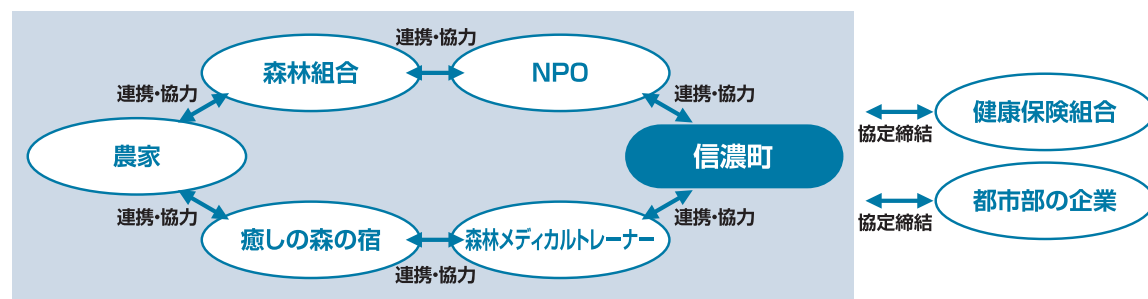 連携・協力
森林組合
NPO
連携・協力
連携・協力
健康保険組合
協定締結
農家
信濃町
都市部の企業
協定締結
連携・協力
連携・協力
癒しの森の宿
森林メディカルトレーナー
連携・協力